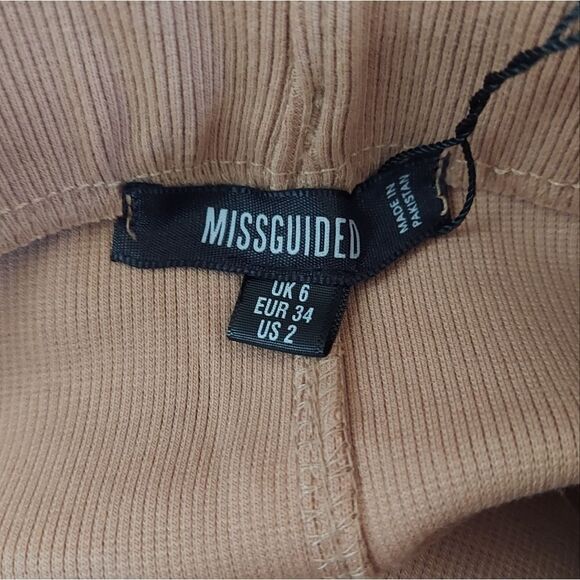 MISSGUIDED
MADE IN
PAKISTAN
UK 6
EUR 34
US 2